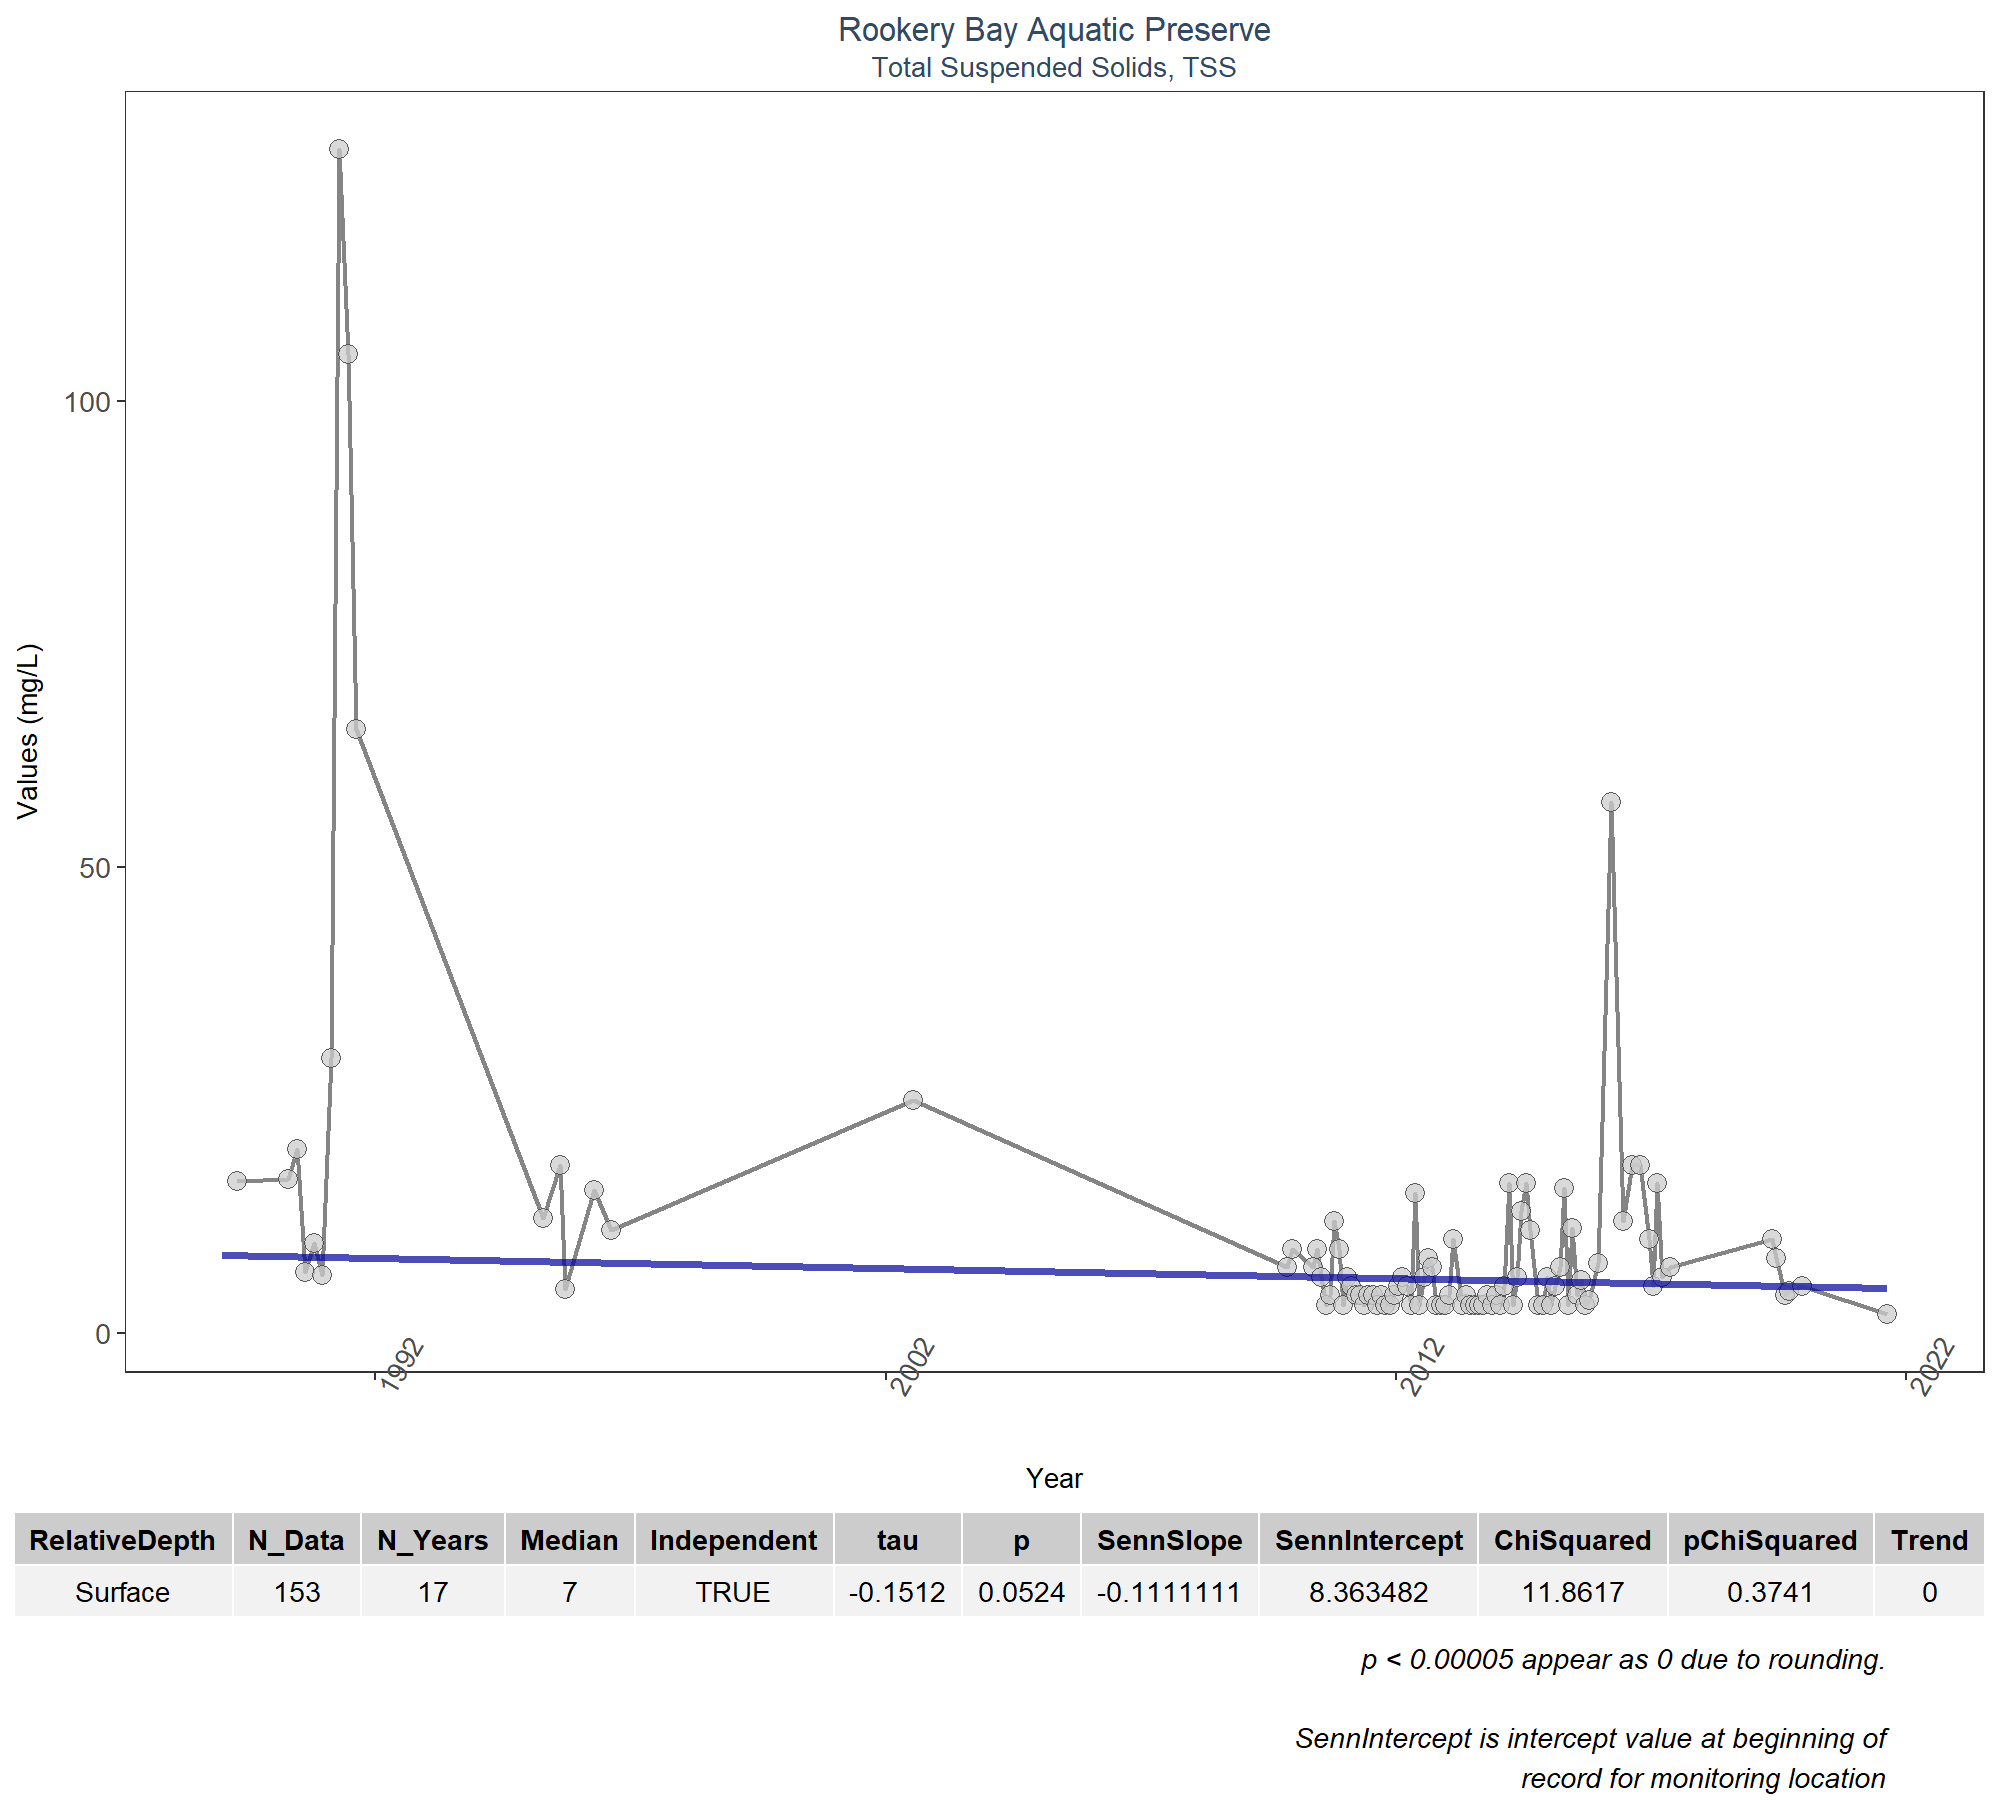 Rookery Bay Aquatic Preserve
Total Suspended Solids, TSS
Values (mg/L)
100
50
0
1992
2002
2012
2022
Year
RelativeDepth N_Data N_Years Median Independent tau p SennSlope SennIntercept ChiSquared pChiSquared Trend
Surface 153 17 7 TRUE -0.1512 0.0524 -0.1111111 8.363482 11.8617 0.3741 0
p < 0.00005 appear as 0 due to rounding.
SennIntercept is intercept value at beginning of
record for monitoring location